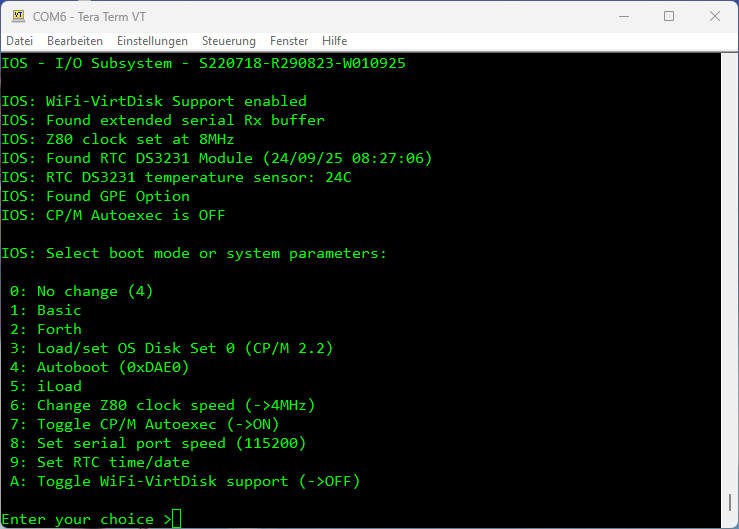 COM6 - Tera Term VT
Datei Bearbeiten Einstellungen Steuerung Fenster Hilfe
IOS - I/O Subsystem - S220718-R290823-W010925
IOS: WiFi-VirtDisk Support enabled
IOS: Found extended serial Rx buffer
IOS: Z80 clock set at 8MHz
IOS: Found RTC DS3231 Module (24/09/25 08:27:06)
IOS: RTC DS3231 temperature sensor: 24C
IOS: Found GPE Option
IOS: CP/M Autoexec is OFF
IOS: Select boot mode or system parameters:
0: No change (4)
1: Basic
2: Forth
3: Load/set OS Disk Set 0 (CP/M 2.2)
4: Autoboot (0xDAE0)
5: iLoad
6: Change Z80 clock speed (->4MHz)
7: Toggle CP/M Autoexec (->ON)
8: Set serial port speed (115200)
9: Set RTC time/date
A: Toggle WiFi-VirtDisk support (->OFF)
Enter your choice >